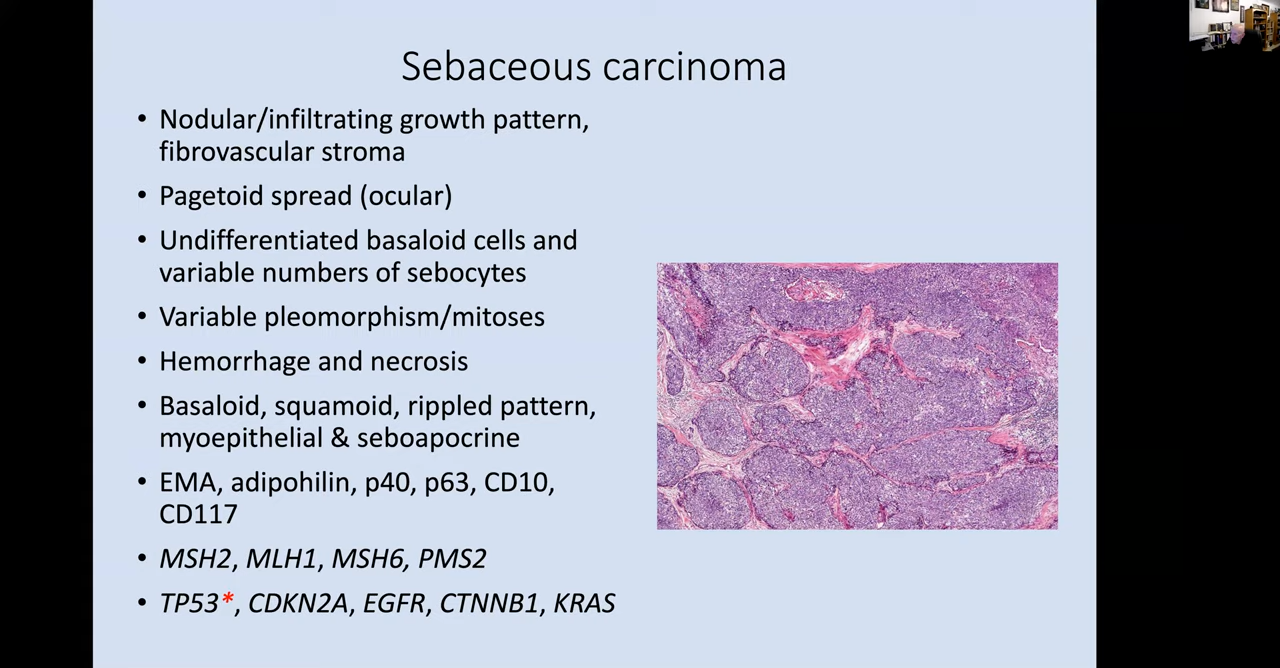 Sebaceous carcinoma
• Nodular/infiltrating growth pattern,
fibrovascular stroma
• Pagetoid spread (ocular)
• Undifferentiated basaloid cells and
variable numbers of sebocytes
• Variable pleomorphism/mitoses
• Hemorrhage and necrosis
• Basaloid, squamoid, rippled pattern,
myoepithelial & seboapocrine
• EMA, adipohilin, p40, p63, CD10,
CD117
• MSH2, MLH1, MSH6, PMS2
• TP53*, CDKN2A, EGFR, CTNNB1, KRAS